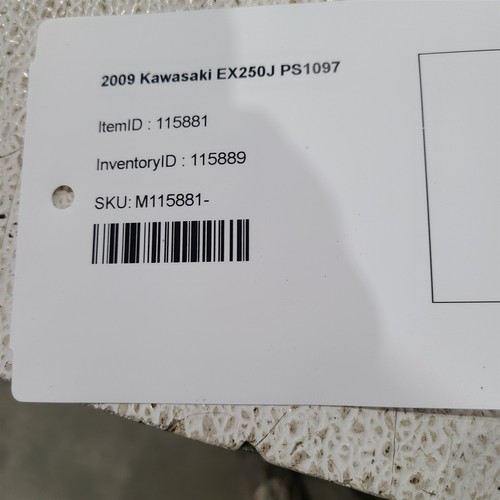 2009 Kawasaki EX250J PS1097
ItemID : 115881
InventoryID : 115889
SKU: M115881-